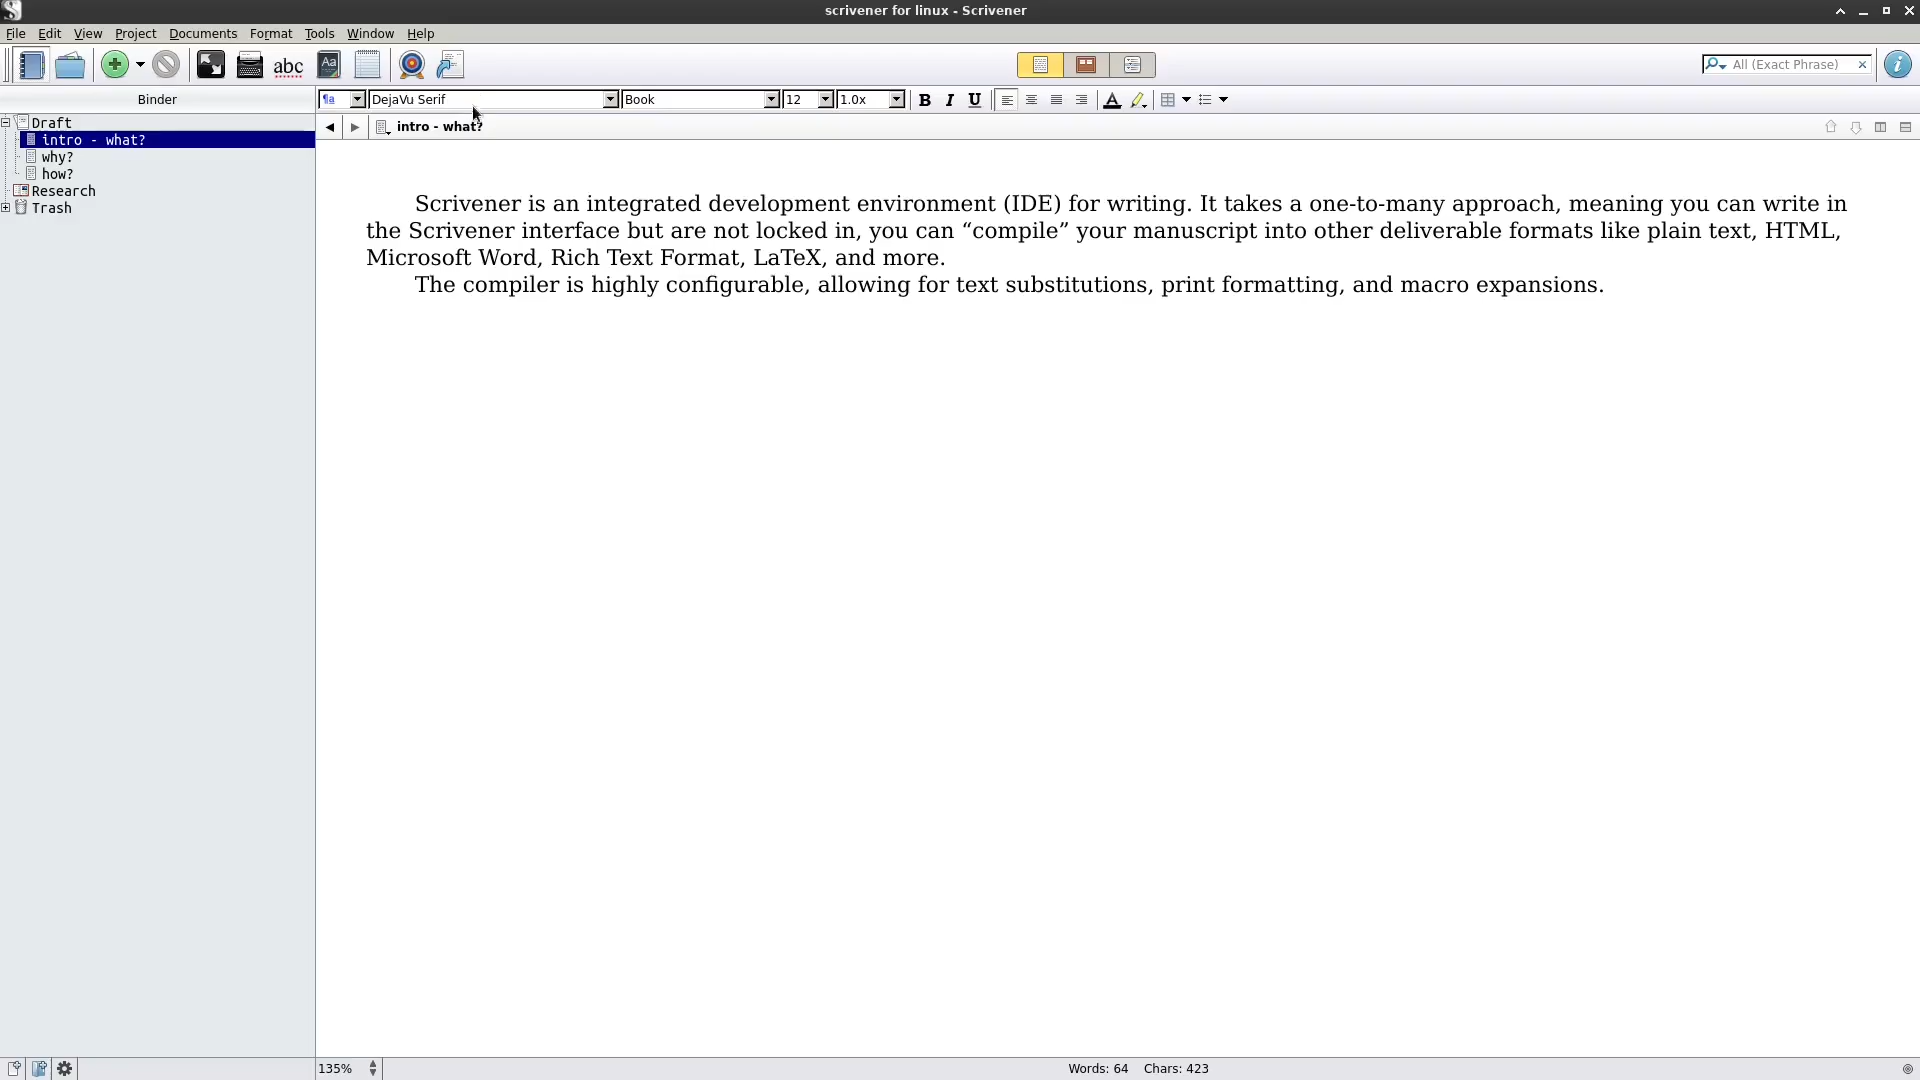 scrivener for linux - Scrivener
File Edit View Project Documents Format Tools Window Help
abc Aa All (Exact Phrase)
Binder ¶a DejaVu Serif Book 12 1.0x B I U A
Draft
intro - what?
why?
how?
Research
Trash
intro - what?
Scrivener is an integrated development environment (IDE) for writing. It takes a one-to-many approach, meaning you can write in
the Scrivener interface but are not locked in, you can “compile” your manuscript into other deliverable formats like plain text, HTML,
Microsoft Word, Rich Text Format, LaTeX, and more.
The compiler is highly configurable, allowing for text substitutions, print formatting, and macro expansions.
135% Words: 64 Chars: 423